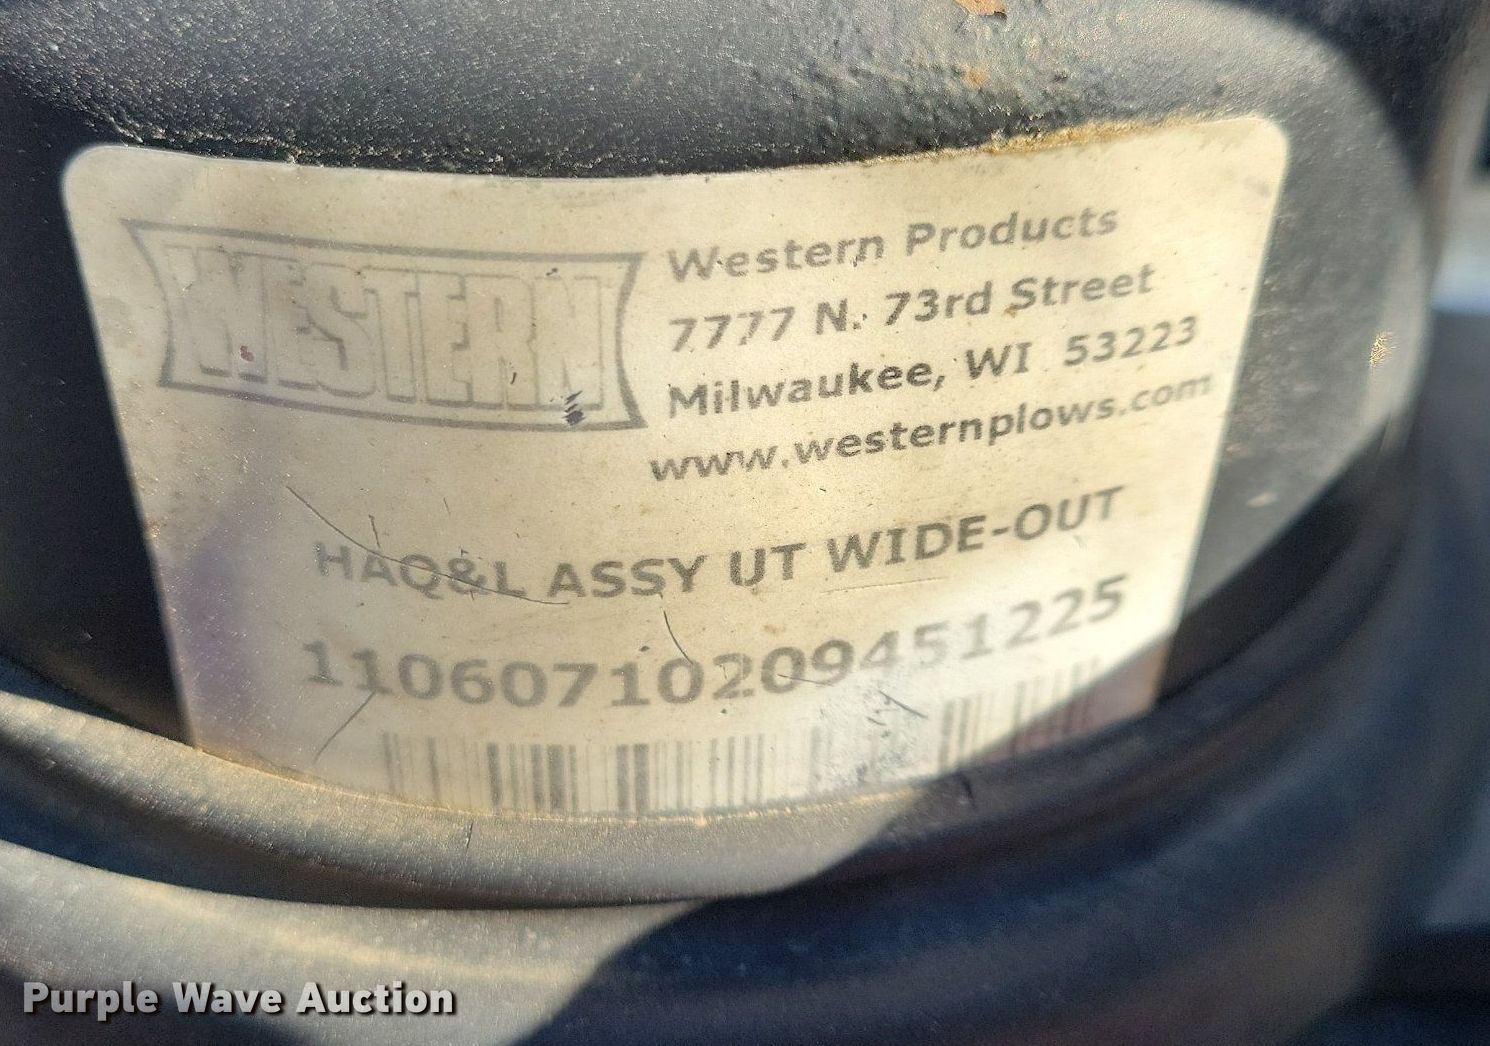 WESTERN
Western Products
7777 N. 73rd Street
Milwaukee, WI 53223
www.westernplows.com
HAQ&L ASSY UT WIDE-OUT
11060710209451225
Purple Wave Auction